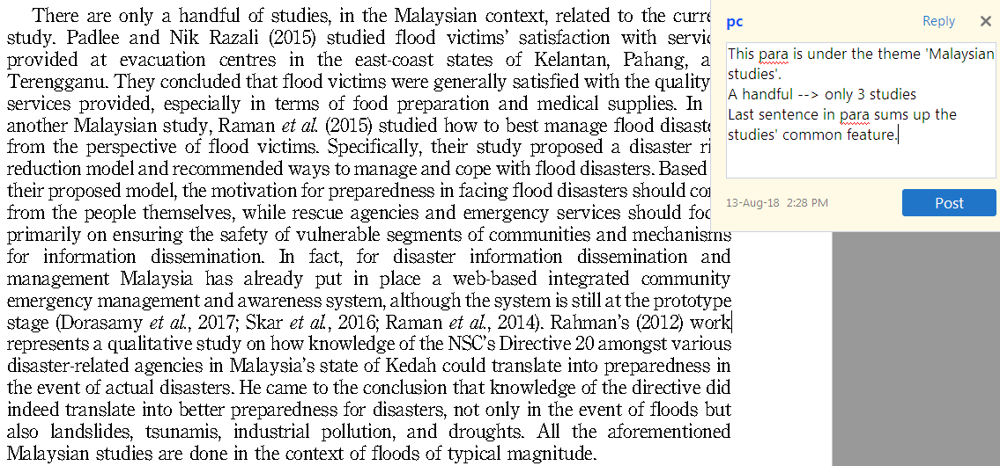 There are only a handful of studies, in the Malaysian context, related to the curre
study. Padlee and Nik Razali (2015) studied flood victims' satisfaction with servic
provided at evacuation centres in the east-coast states of Kelantan, Pahang, a
Terengganu. They concluded that flood victims were generally satisfied with the quality
services provided, especially in terms of food preparation and medical supplies. In
another Malaysian study, Raman et al. (2015) studied how to best manage flood disaste
from the perspective of flood victims. Specifically, their study proposed a disaster ri
reduction model and recommended ways to manage and cope with flood disasters. Based
their proposed model, the motivation for preparedness in facing flood disasters should co
from the people themselves, while rescue agencies and emergency services should foc
primarily on ensuring the safety of vulnerable segments of communities and mechanisms
for information dissemination. In fact, for disaster information dissemination and
management Malaysia has already put in place a web-based integrated community
emergency management and awareness system, although the system is still at the prototype
stage (Dorasamy et al., 2017; Skar et al., 2016; Raman et al., 2014). Rahman's (2012) work
represents a qualitative study on how knowledge of the NSC's Directive 20 amongst various
disaster-related agencies in Malaysia's state of Kedah could translate into preparedness in
the event of actual disasters. He came to the conclusion that knowledge of the directive did
indeed translate into better preparedness for disasters, not only in the event of floods but
also landslides, tsunamis, industrial pollution, and droughts. All the aforementioned
Malaysian studies are done in the context of floods of typical magnitude.
pc
Reply
This para is under the theme 'Malaysian
studies'.
A handful --> only 3 studies
Last sentence in para sums up the
studies' common feature.
13-Aug-18 2:28 PM
Post